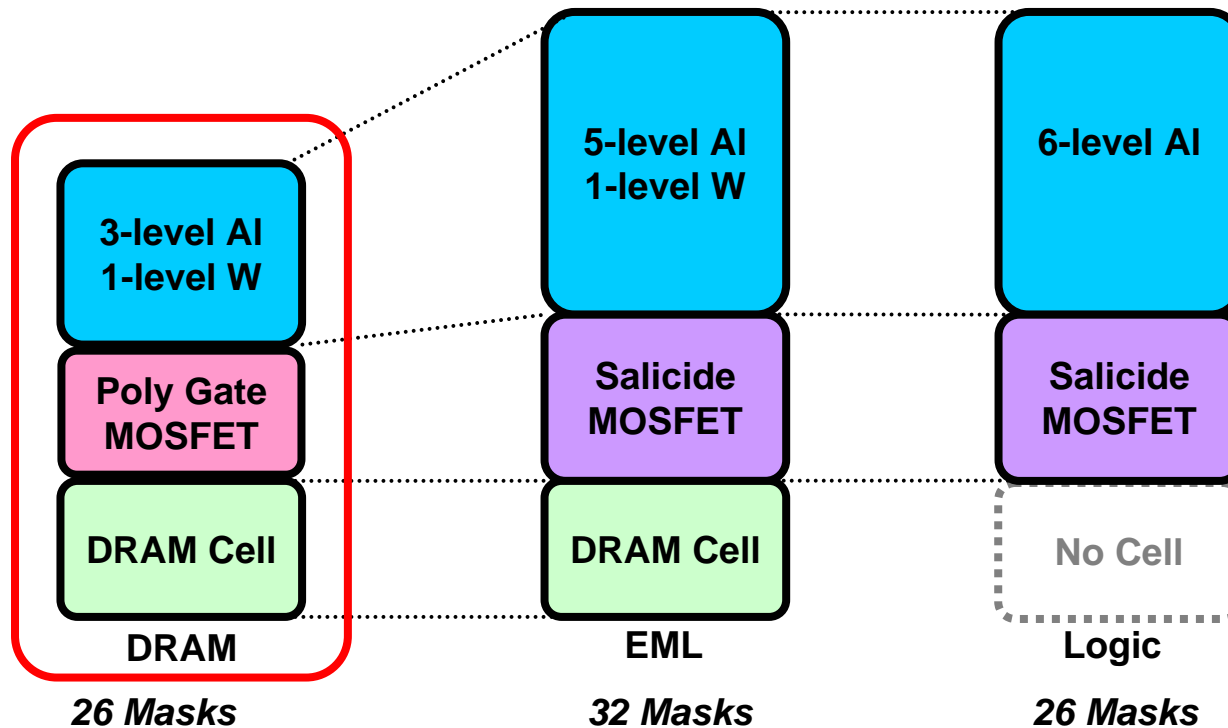 3-level Al
1-level W
Poly Gate
MOSFET
DRAM Cell
DRAM
26 Masks
5-level Al
1-level W
Salicide
MOSFET
DRAM Cell
EML
32 Masks
6-level Al
Salicide
MOSFET
No Cell
Logic
26 Masks